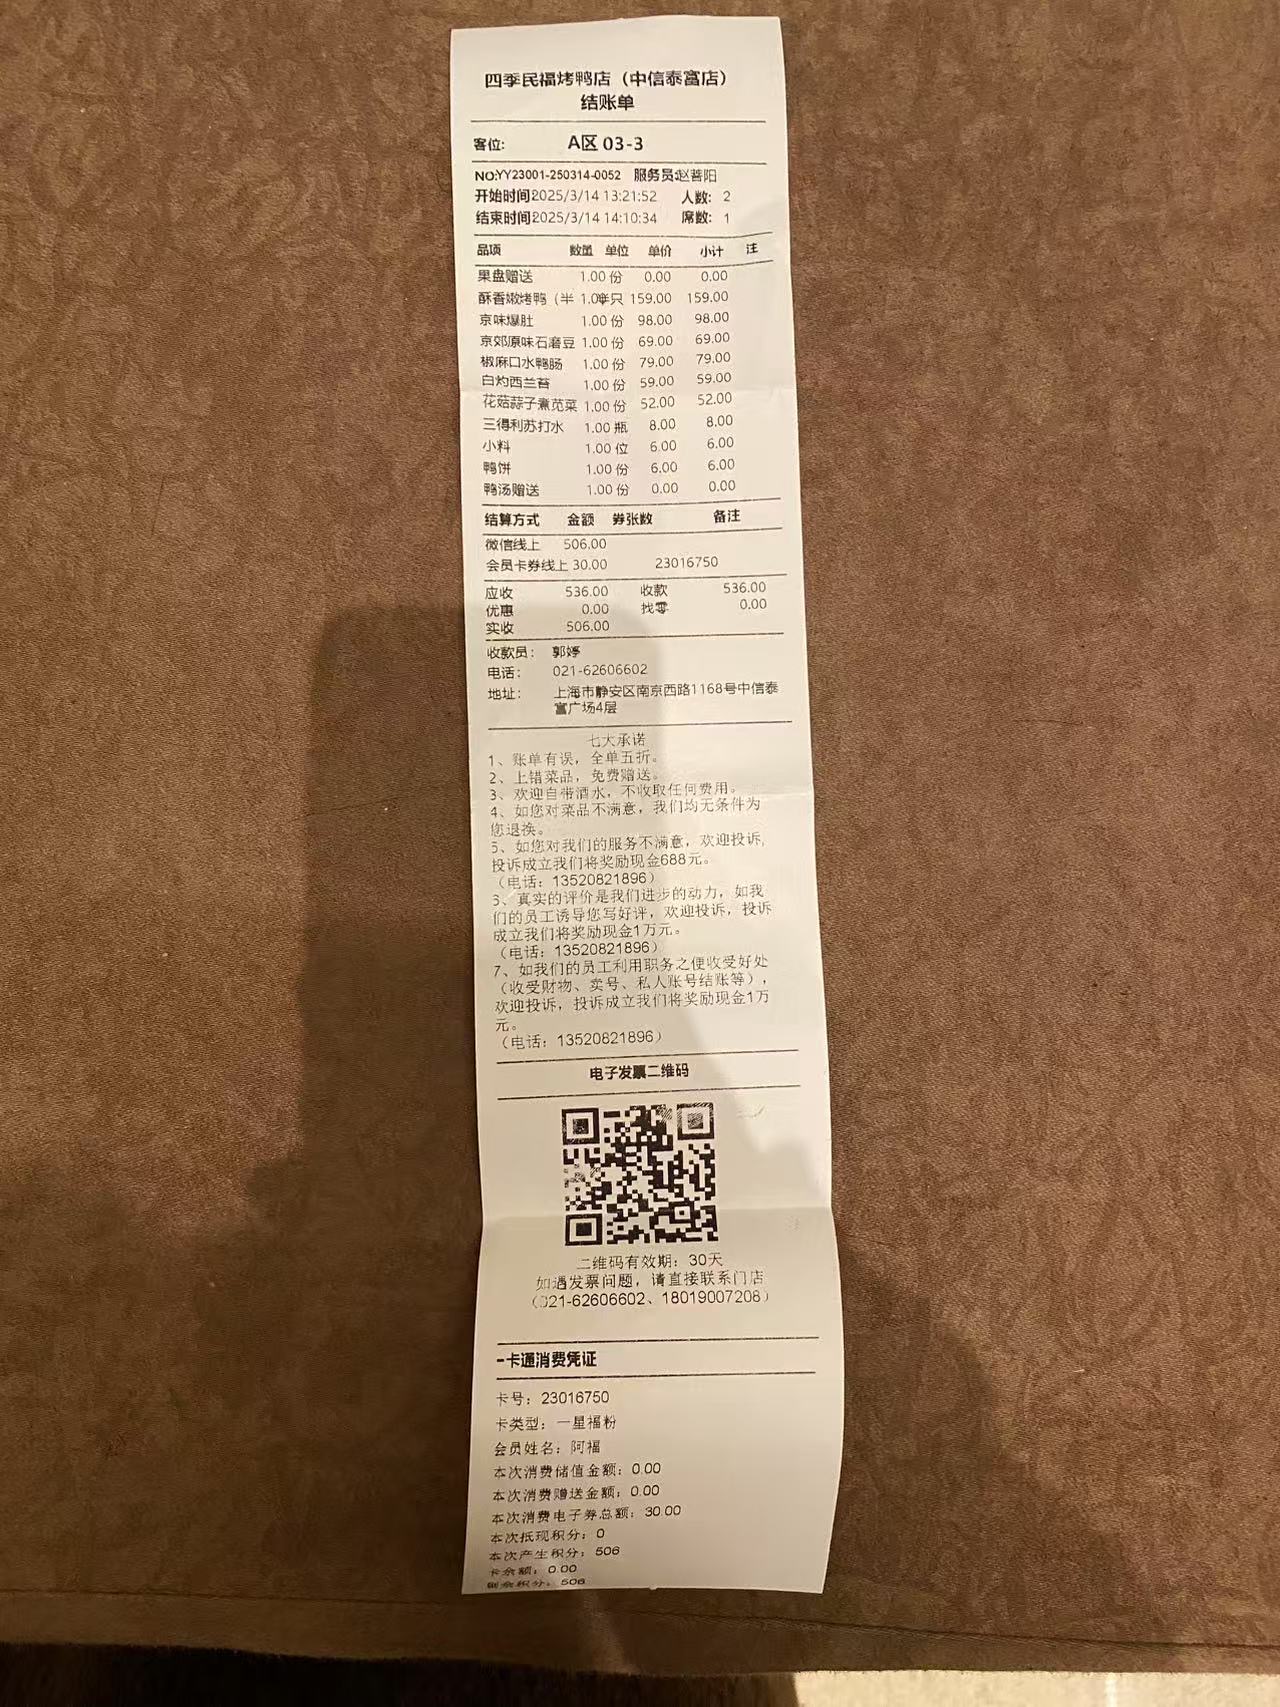 四季民福烤鸭店（中信泰富店）
结账单
客位: A区 03-3
NO:YY23001-250314-0052 服务员:赵蕾阳
开始时间2025/3/14 13:21:52 人数: 2
结束时间2025/3/14 14:10:34 席数: 1
品项 数量 单位 单价 小计 注
果盘赠送 1.00 份 0.00 0.00
酥香嫩烤鸭（半 1.00 半只 159.00 159.00
京味爆肚 1.00 份 98.00 98.00
京郊原味石磨豆 1.00 份 69.00 69.00
椒麻口水鸭肠 1.00 份 79.00 79.00
白灼西兰苔 1.00 份 59.00 59.00
花菇蒜子煮苋菜 1.00 份 52.00 52.00
三得利苏打水 1.00 瓶 8.00 8.00
小料 1.00 位 6.00 6.00
鸭饼 1.00 份 6.00 6.00
鸭汤赠送 1.00 份 0.00 0.00
结算方式 金额 券张数 备注
微信线上 506.00
会员卡券线上 30.00 23016750
应收 536.00 收款 536.00
优惠 0.00 找零 0.00
实收 506.00
收款员: 郭婷
电话: 021-62606602
地址: 上海市静安区南京西路1168号中信泰
富广场4层
七大承诺
1、账单有误，全单五折。
2、上错菜品，免费赠送。
3、欢迎自带酒水，不收取任何费用。
4、如您对菜品不满意，我们均无条件为
您退换。
5、如您对我们的服务不满意，欢迎投诉,
投诉成立我们将奖励现金688元。
（电话：13520821896）
6、真实的评价是我们进步的动力，如我
们的员工诱导您写好评，欢迎投诉，投诉
成立我们将奖励现金1万元。
（电话：13520821896）
7、如我们的员工利用职务之便收受好处
（收受财物、卖号、私人账号结账等），
欢迎投诉，投诉成立我们将奖励现金1万
元。
（电话：13520821896）
电子发票二维码
二维码有效期：30天
如遇发票问题，请直接联系门店
（021-62606602、18019007208）
一卡通消费凭证
卡号：23016750
卡类型：一星福粉
会员姓名：阿福
本次消费储值金额：0.00
本次消费赠送金额：0.00
本次消费电子券总额：30.00
本次抵现积分：0
本次产生积分：506
卡余额：0.00
剩余积分：506